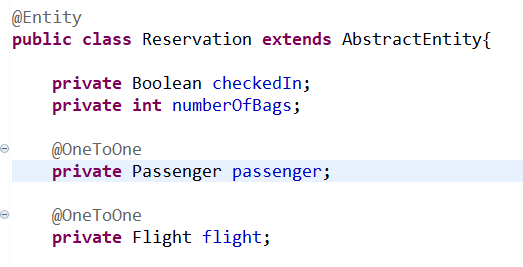 @Entity
public class Reservation extends AbstractEntity{
private Boolean checkedIn;
private int numberOfBags;
@OneToOne
private Passenger passenger;
@OneToOne
private Flight flight;